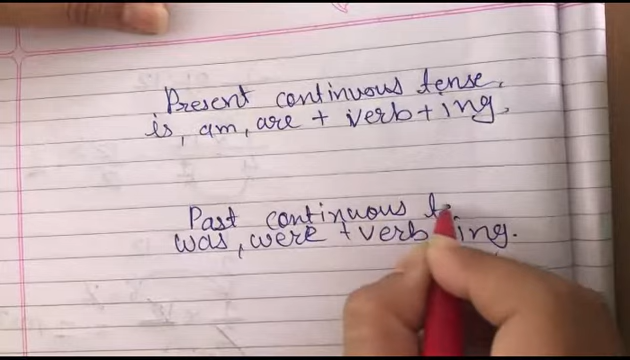 Present continuous tense.
is, am, are + verb + ing.
Past continuous t
was, were + verb ing.